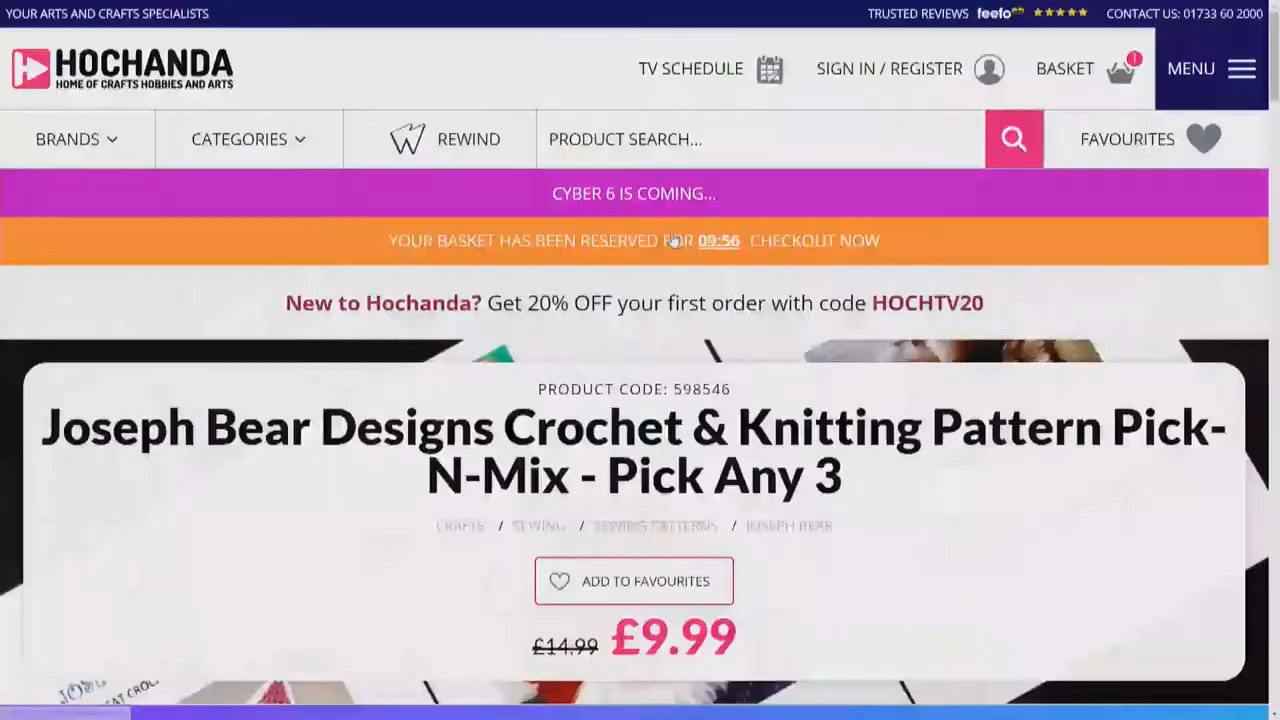 YOUR ARTS AND CRAFTS SPECIALISTS
TRUSTED REVIEWS feefo CONTACT US: 01733 60 2000
HOCHANDA
HOME OF CRAFTS HOBBIES AND ARTS
TV SCHEDULE SIGN IN / REGISTER BASKET 1 MENU
BRANDS CATEGORIES REWIND PRODUCT SEARCH... FAVOURITES
CYBER 6 IS COMING...
YOUR BASKET HAS BEEN RESERVED FOR 09:56 CHECKOUT NOW
New to Hochanda? Get 20% OFF your first order with code HOCHTV20
PRODUCT CODE: 598546
Joseph Bear Designs Crochet & Knitting Pattern Pick-
N-Mix - Pick Any 3
CRAFTS / SEWING / SEWING PATTERNS / JOSEPH BEAR
ADD TO FAVOURITES
£14.99 £9.99